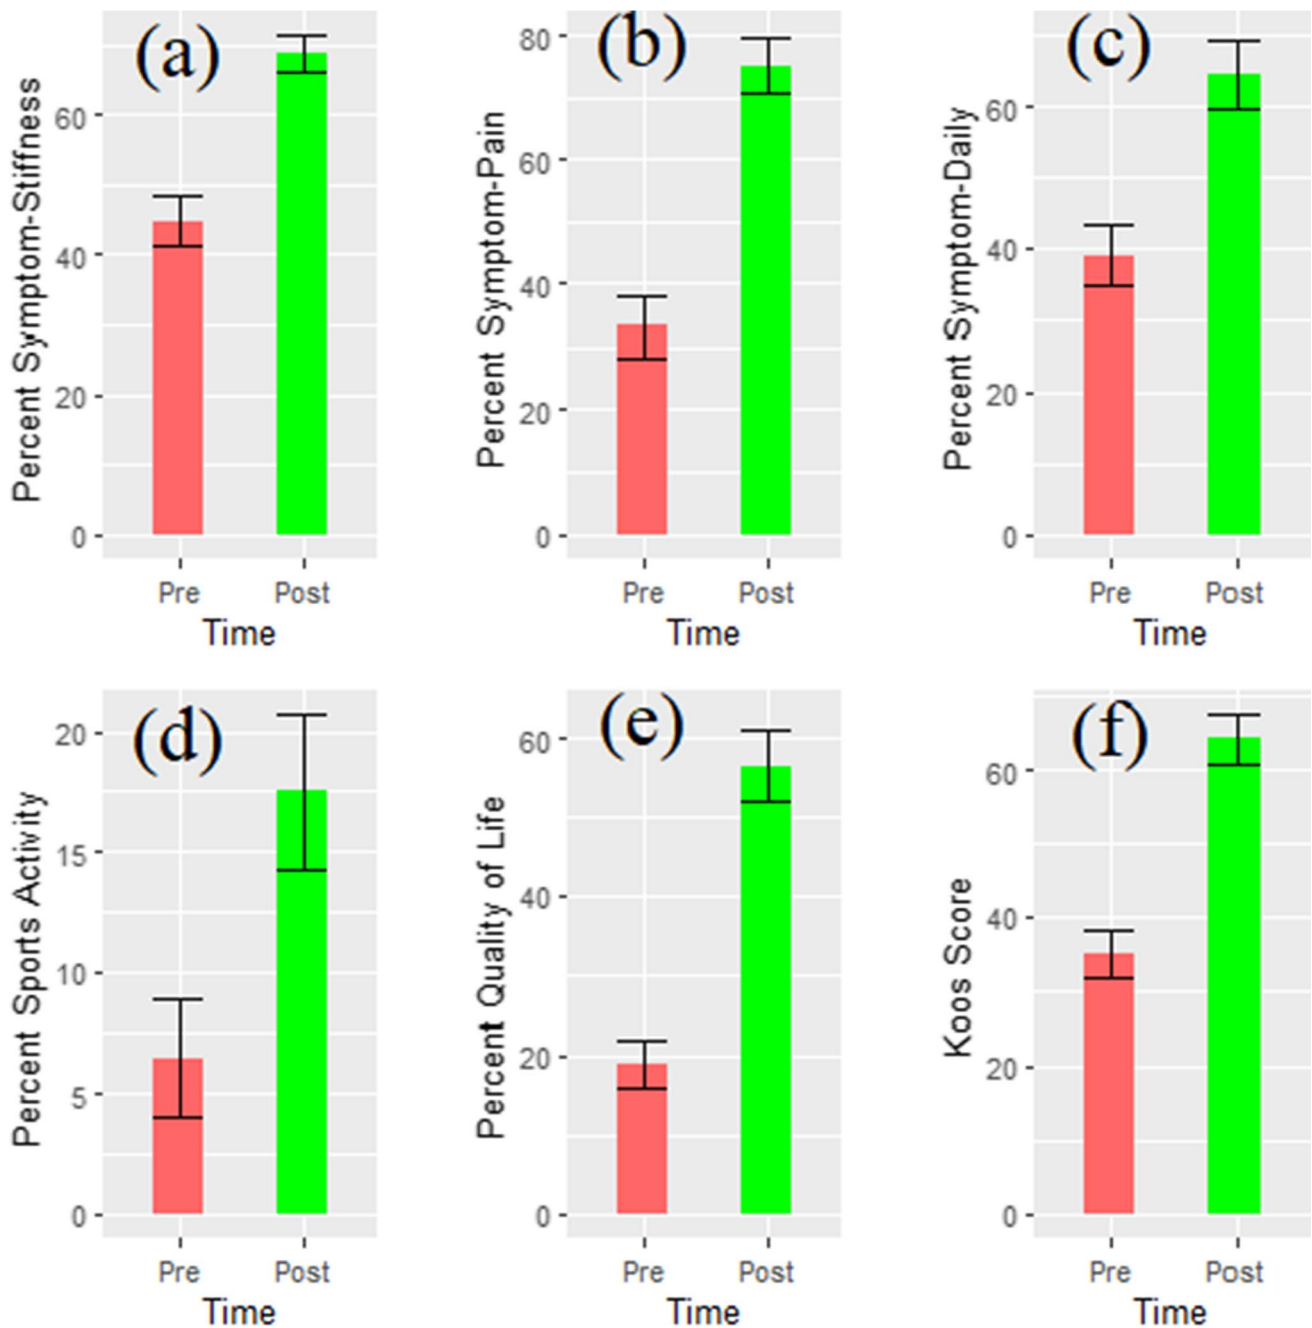 (a)
Percent Symptom-Stiffness
60
40
20
0
Pre Post
Time
(b)
Percent Symptom-Pain
80
60
40
20
0
Pre Post
Time
(c)
Percent Symptom-Daily
60
40
20
0
Pre Post
Time
(d)
Percent Sports Activity
20
15
10
5
0
Pre Post
Time
(e)
Percent Quality of Life
60
40
20
0
Pre Post
Time
(f)
Koos Score
60
40
20
0
Pre Post
Time